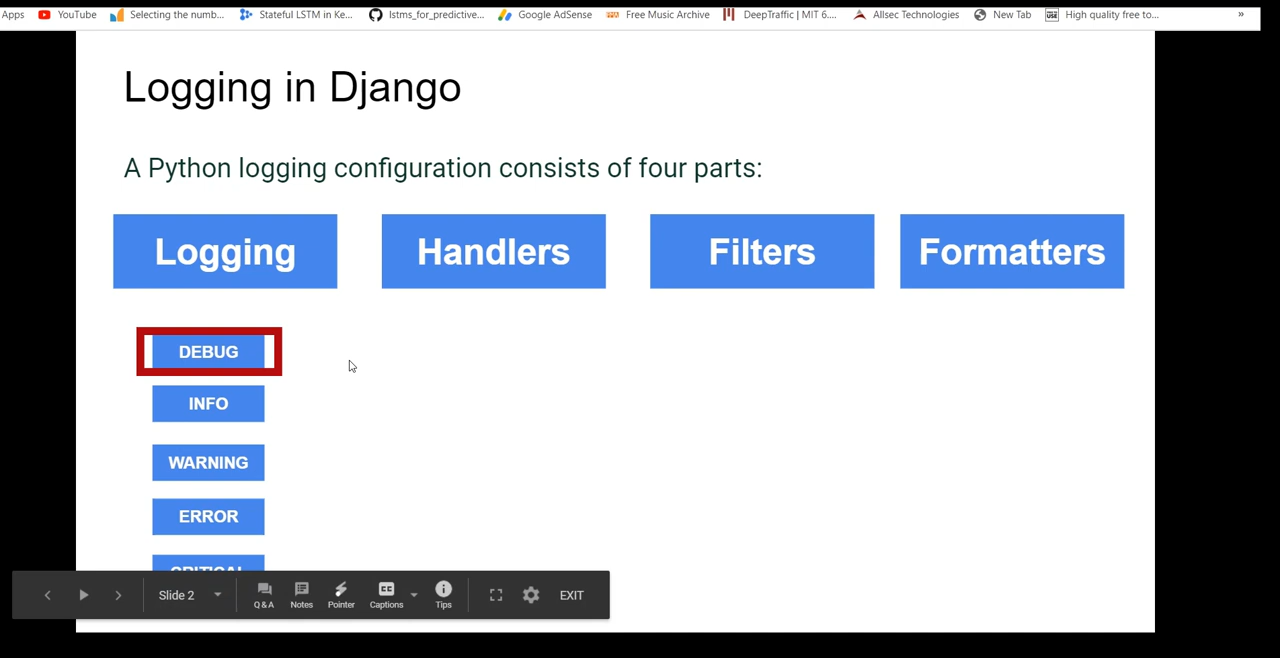 Apps YouTube Selecting the numb... Stateful LSTM in Ke... lstms_for_predictive... Google AdSense Free Music Archive DeepTraffic | MIT 6.... Allsec Technologies New Tab High quality free to... »
Logging in Django
A Python logging configuration consists of four parts:
Logging Handlers Filters Formatters
DEBUG
INFO
WARNING
ERROR
CRITICAL
Slide 2 Q & A Notes Pointer CC Captions Tips EXIT